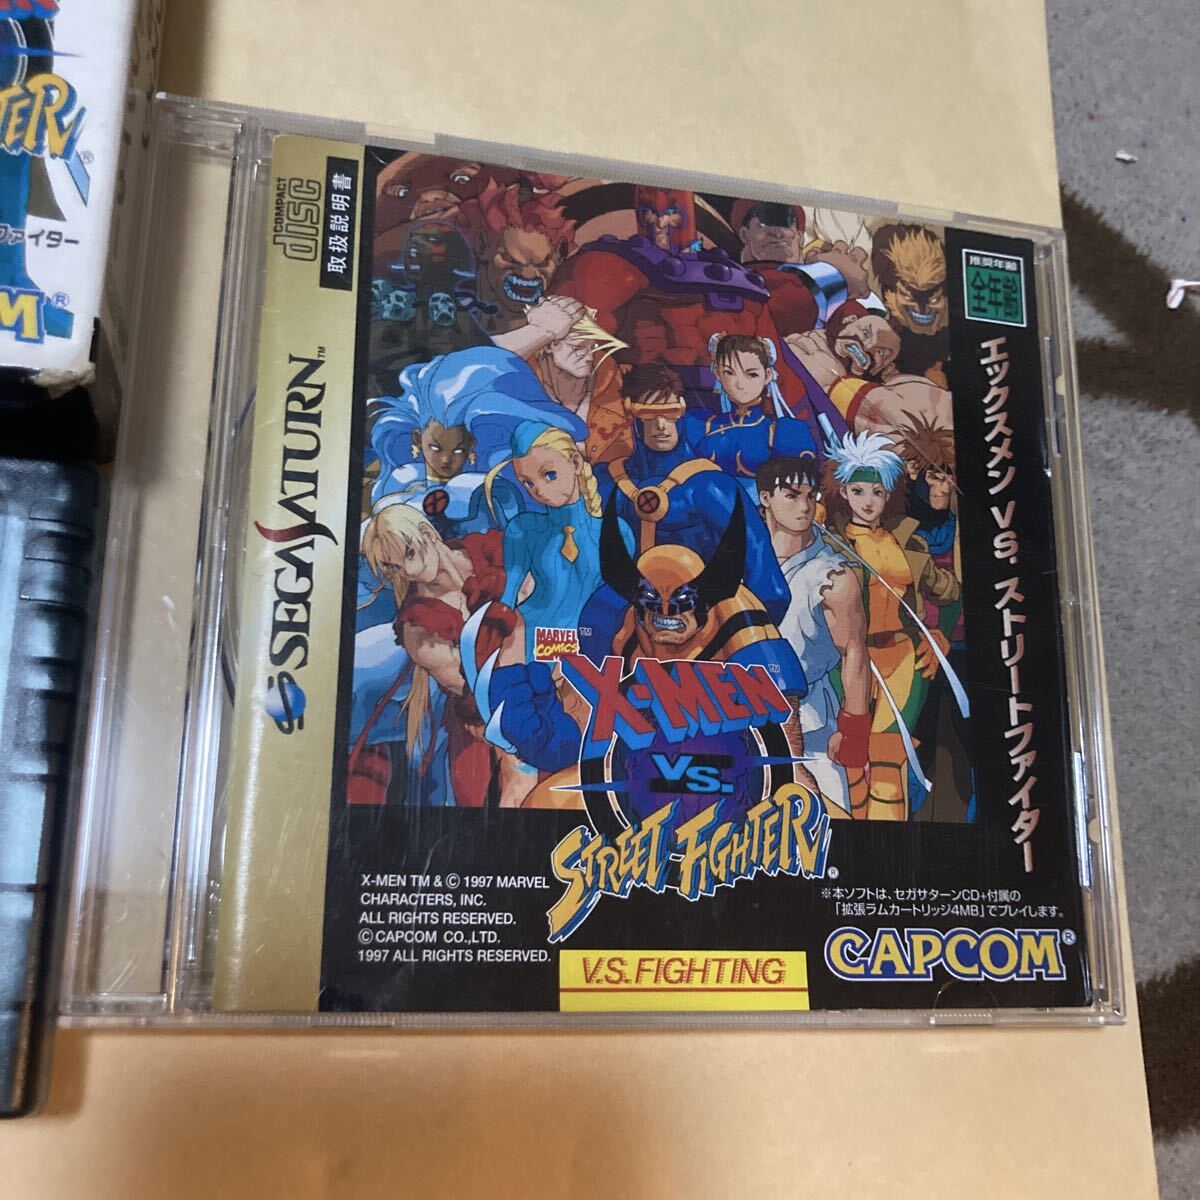 TER
®
ファイター
M®
COMPACT
disc
取扱説明書
SEGA SATURN™
推奨年齢
全年齢
エックスメン VS. ストリートファイター
MARVEL
COMICS™
X-MEN™
VS.
STREET FIGHTER®
X-MEN TM & © 1997 MARVEL
CHARACTERS, INC.
ALL RIGHTS RESERVED.
© CAPCOM CO.,LTD.
1997 ALL RIGHTS RESERVED.
V.S.FIGHTING
※本ソフトは、セガサターンCD+付属の
「拡張ラムカートリッジ4MB」でプレイします。
CAPCOM®